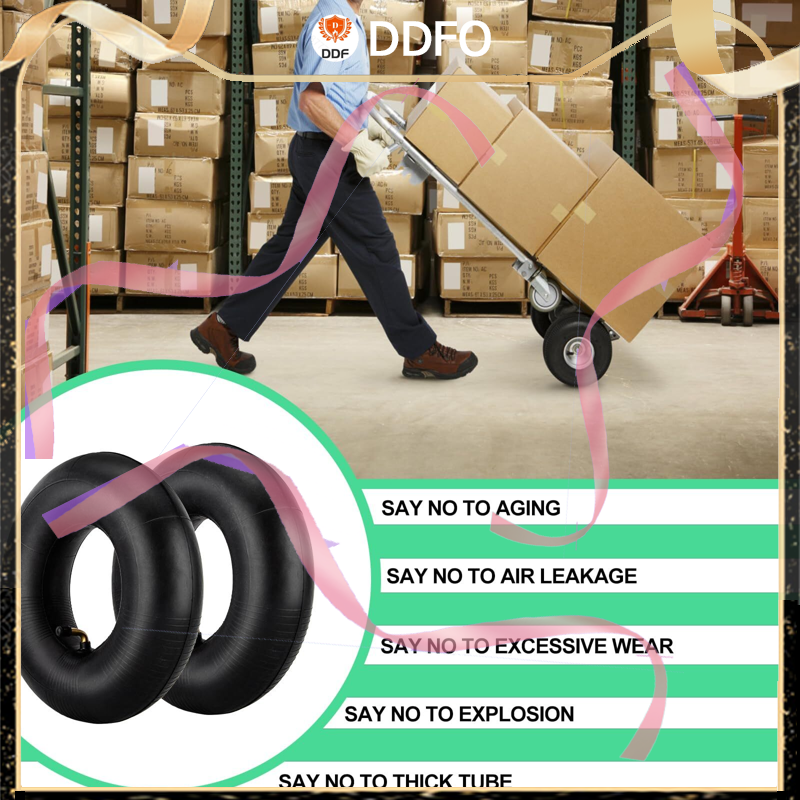 DDF
DDFO
SAY NO TO AGING
SAY NO TO AIR LEAKAGE
SAY NO TO EXCESSIVE WEAR
SAY NO TO EXPLOSION
SAY NO TO THICK TUBE